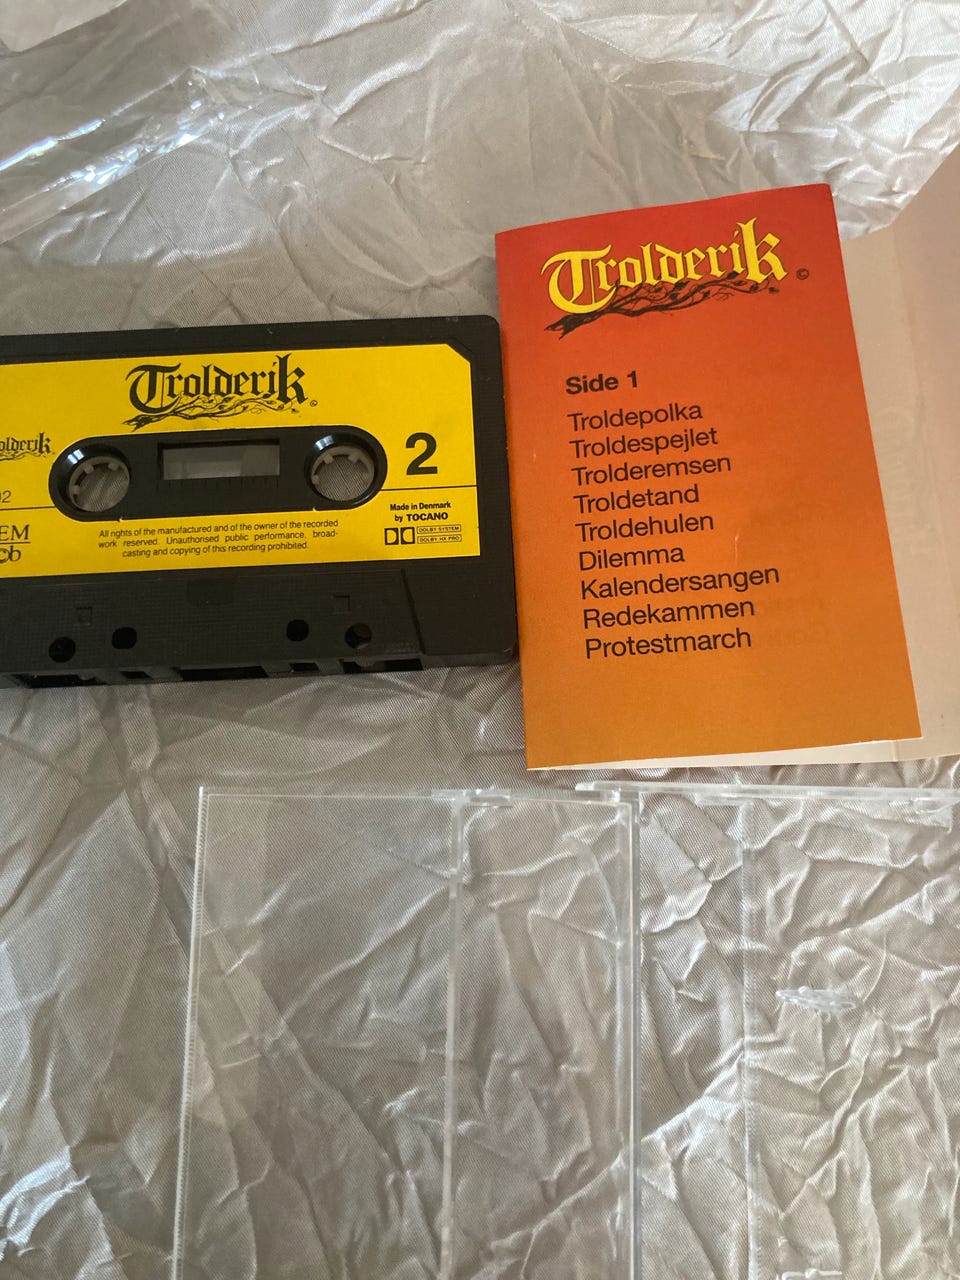 Trolderik ©
2
Made in Denmark
by TOCANO
DOLBY SYSTEM
DOLBY HX PRO
All rights of the manufactured and of the owner of the recorded
work reserved. Unauthorised public performance, broad-
casting and copying of this recording prohibited.
Trolderik ©
Side 1
Troldepolka
Troldespejlet
Trolderemsen
Troldetand
Troldehulen
Dilemma
Kalendersangen
Redekammen
Protestmarch